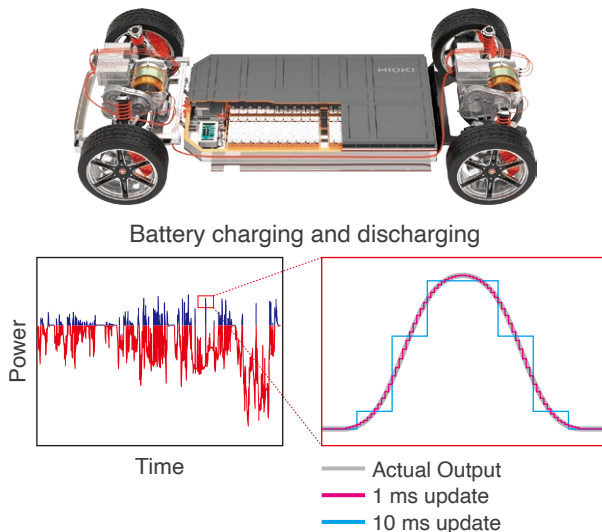 HIOKI
Battery charging and discharging
Power
Time
Actual Output
1 ms update
10 ms update